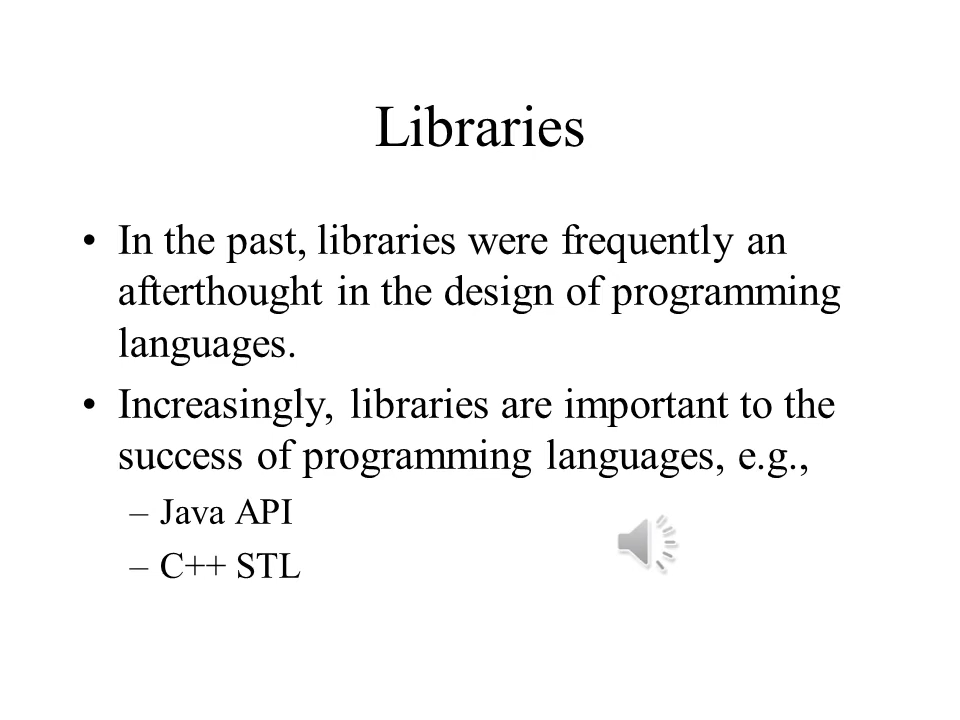 Libraries
• In the past, libraries were frequently an
afterthought in the design of programming
languages.
• Increasingly, libraries are important to the
success of programming languages, e.g.,
–Java API
–C++ STL